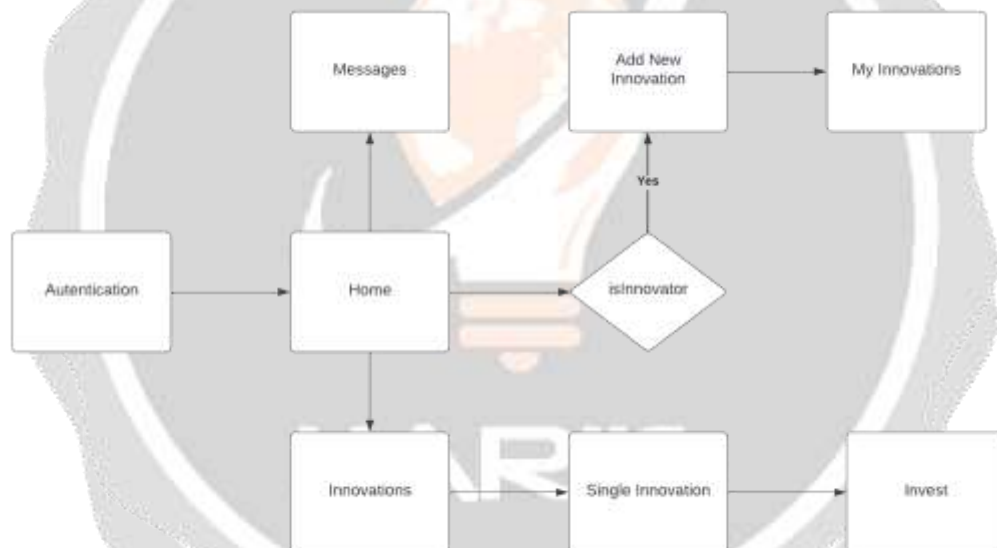 Messages
Add New
Innovation
My Innovations
Yes
Autentication
Home
isInnovator
Innovations
Single Innovation
Invest